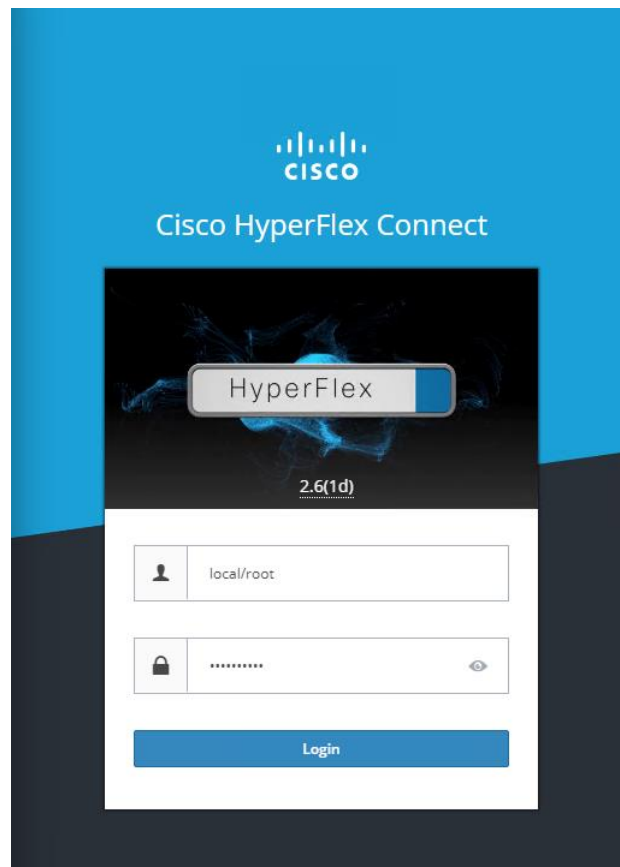 CISCO
Cisco HyperFlex Connect
HyperFlex
2.6(1d)
local/root
••••••••••
Login